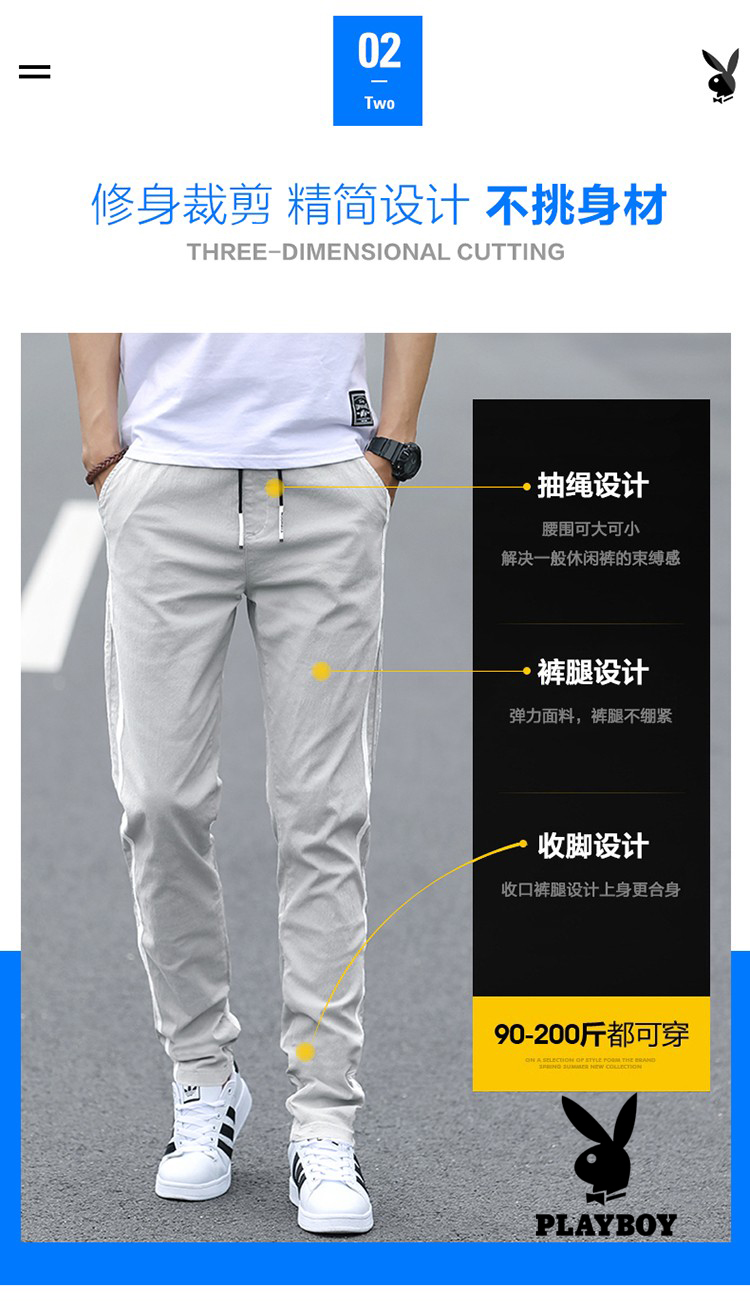 02
Two
修身裁剪 精简设计 不挑身材
THREE-DIMENSIONAL CUTTING
抽绳设计
腰围可大可小
解决一般休闲裤的束缚感
裤腿设计
弹力面料，裤腿不绷紧
收脚设计
收口裤腿设计上身更合身
90-200斤都可穿
ON A SELECTION OF STYLE FORM THE BRAND
SPRING SUMMER NEW COLLECTION
PLAYBOY